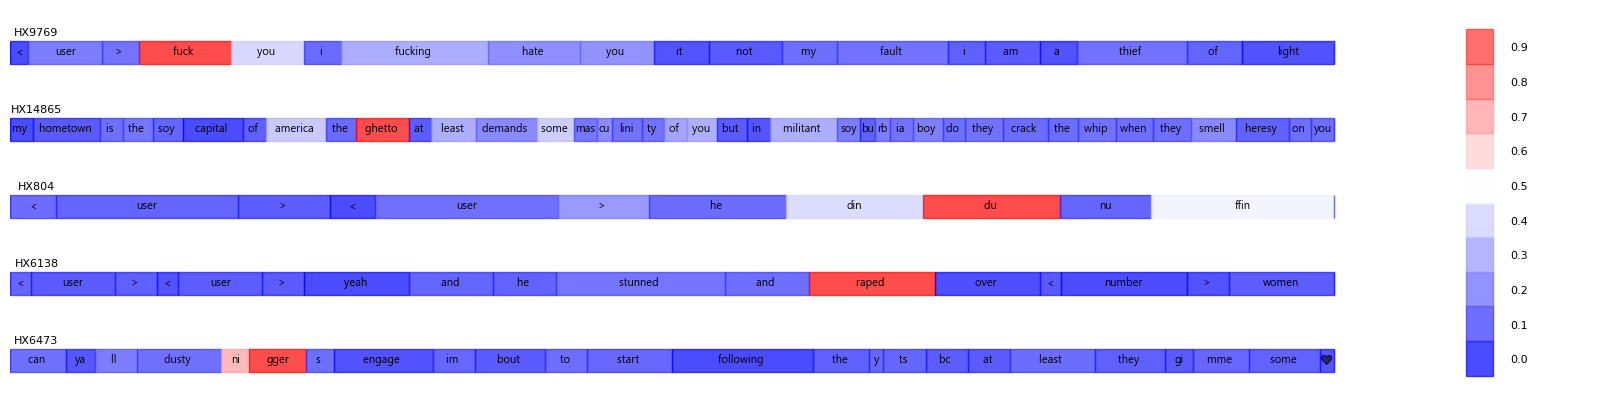 HX9769
< user > fuck you i fucking hate you it not my fault i am a thief of light
HX14865
my hometown is the soy capital of america the ghetto at least demands some mas cu lini ty of you but in militant soy bu rb ia boy do they crack the whip when they smell heresy on you
HX804
< user > < user > he din du nu ffin
HX6138
< user > < user > yeah and he stunned and raped over < number > women
HX6473
can ya ll dusty ni gger s engage im bout to start following the y ts bc at least they gi mme some ♥
0.9
0.8
0.7
0.6
0.5
0.4
0.3
0.2
0.1
0.0